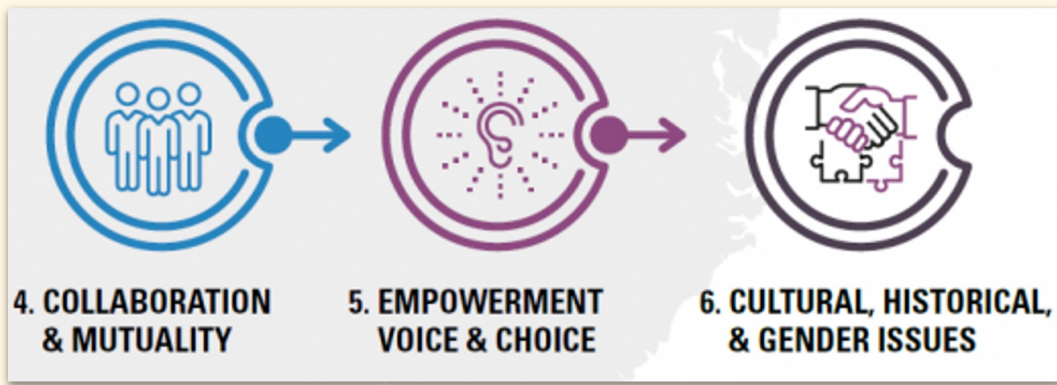 4. COLLABORATION
& MUTUALITY
5. EMPOWERMENT
VOICE & CHOICE
6. CULTURAL, HISTORICAL,
& GENDER ISSUES